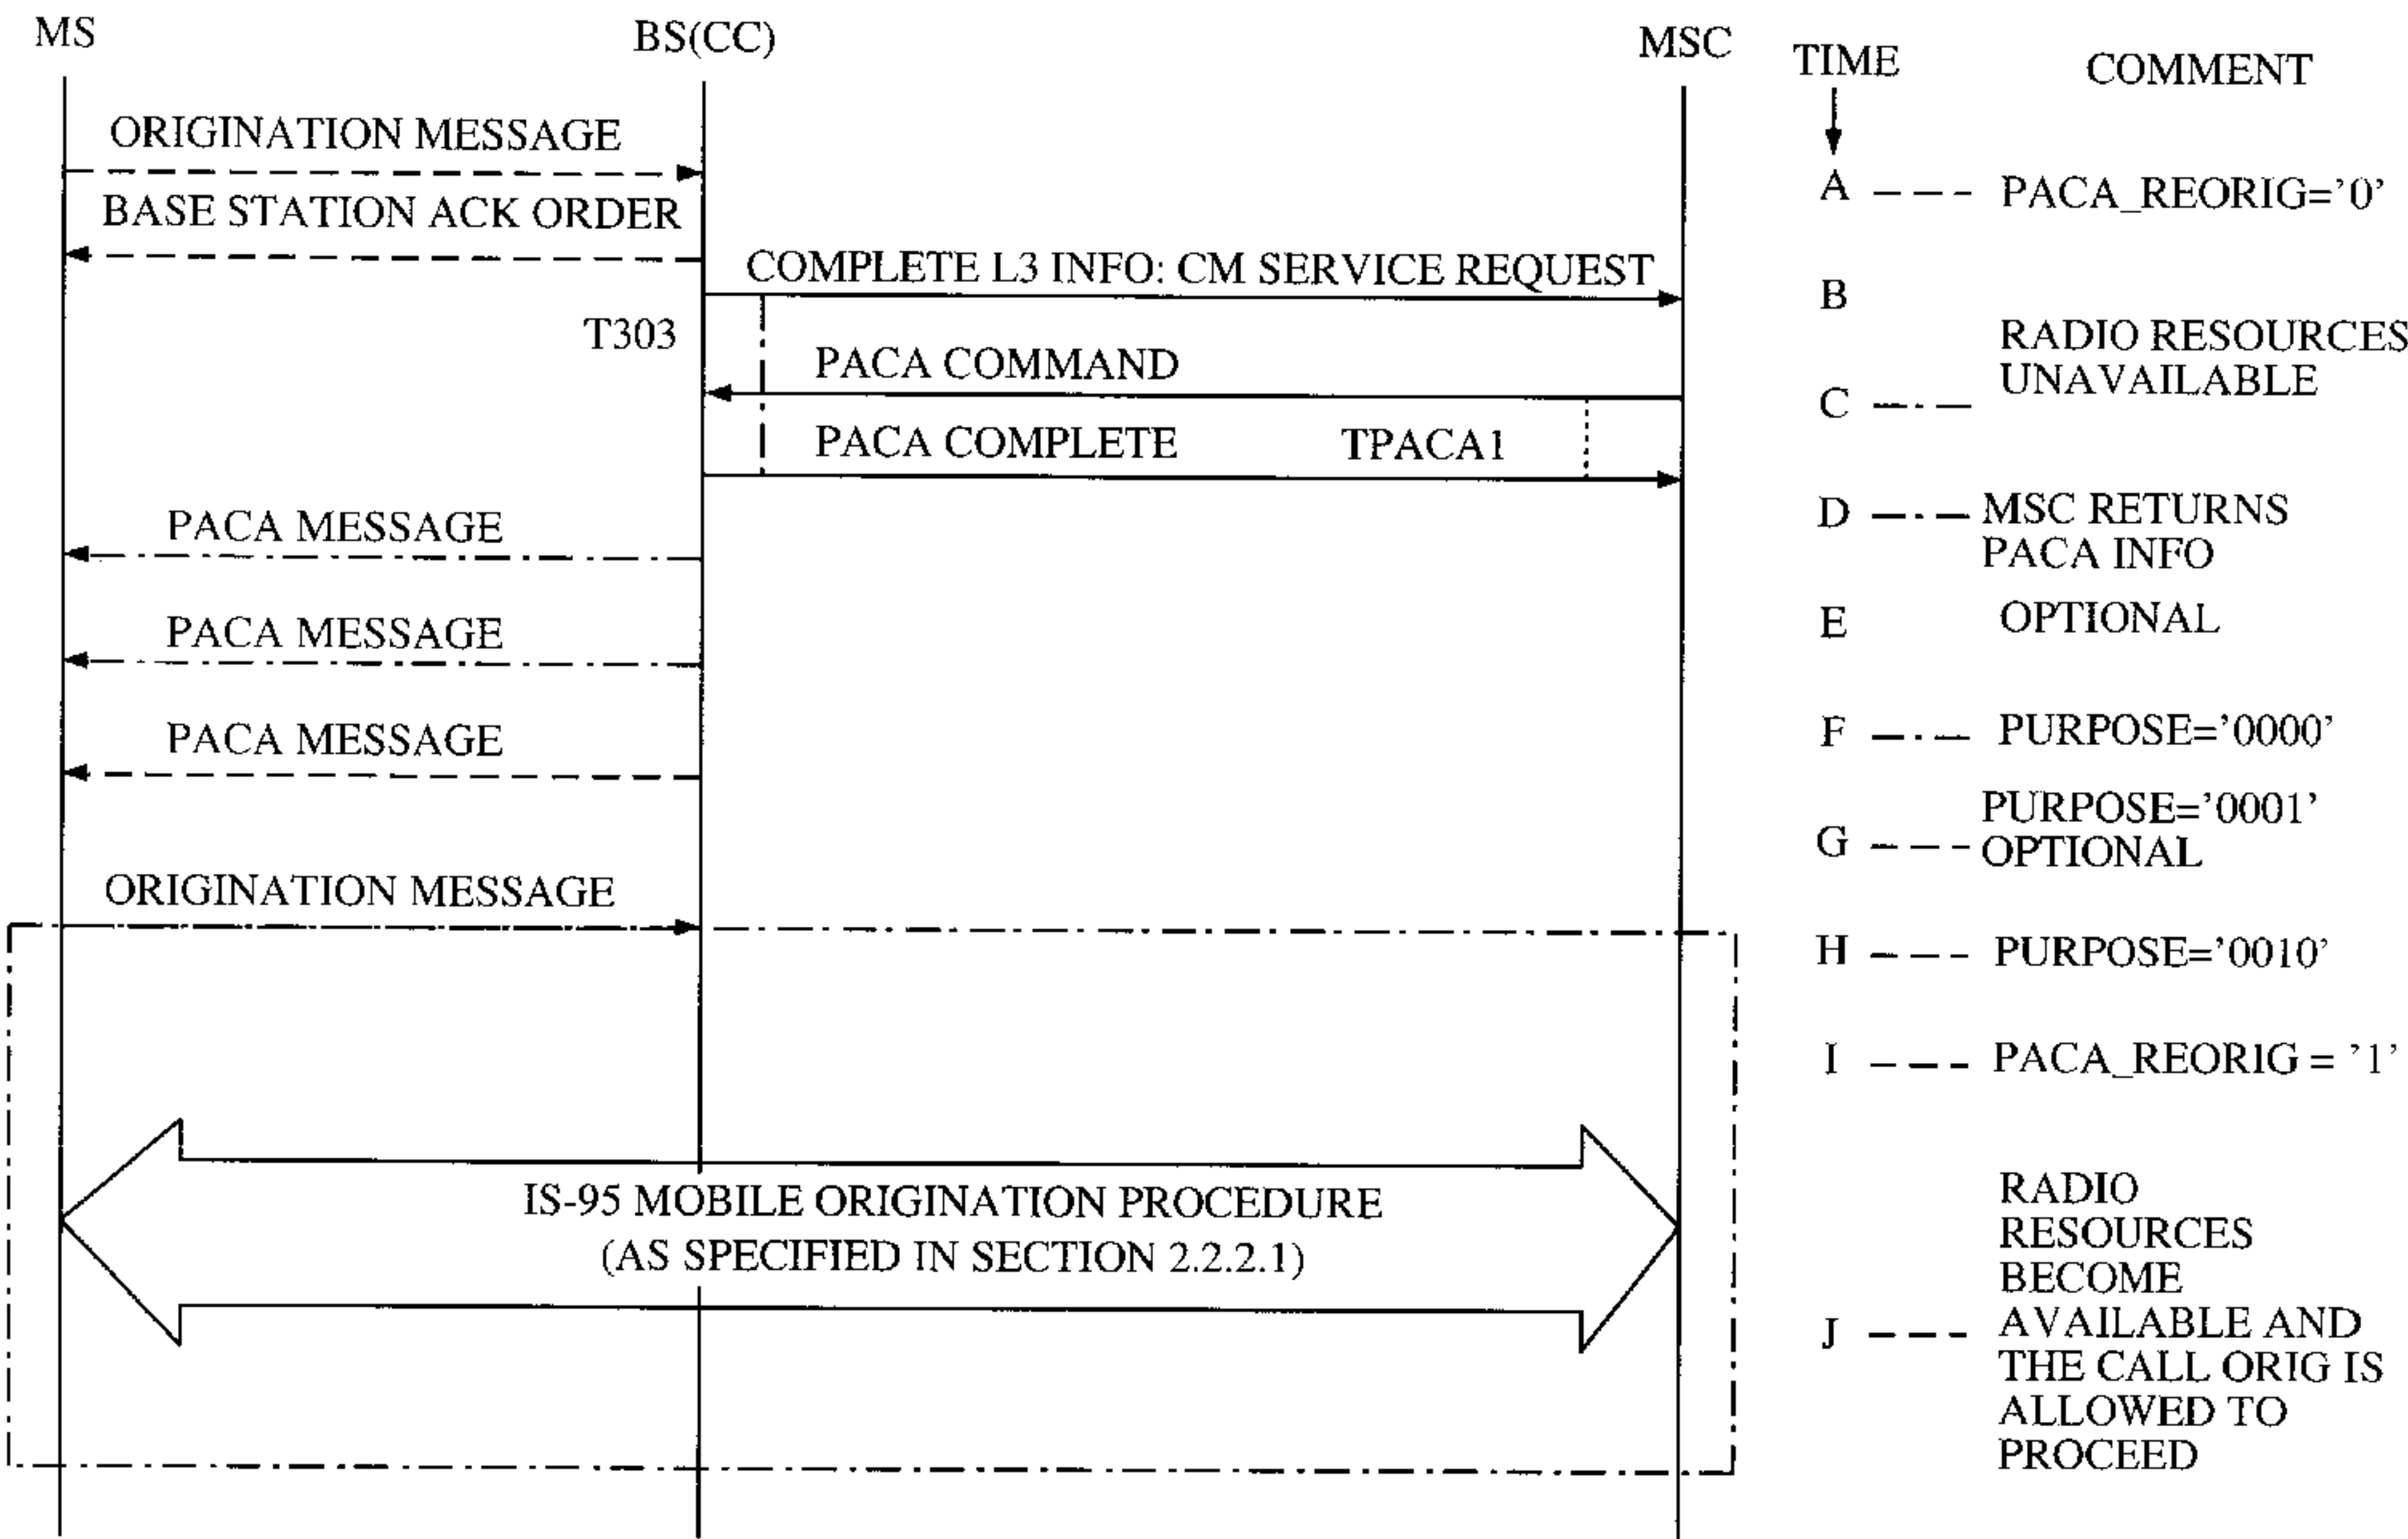 MS
BS(CC)
MSC
TIME
COMMENT
ORIGINATION MESSAGE
A
PACA_REORIG='0'
BASE STATION ACK ORDER
COMPLETE L3 INFO: CM SERVICE REQUEST
B
T303
RADIO RESOURCES
UNAVAILABLE
PACA COMMAND
C
PACA COMPLETE
TPACA1
D
MSC RETURNS
PACA INFO
PACA MESSAGE
E
OPTIONAL
PACA MESSAGE
F
PURPOSE='0000'
PACA MESSAGE
G
PURPOSE='0001'
OPTIONAL
ORIGINATION MESSAGE
H
PURPOSE='0010'
I
PACA_REORIG = '1'
IS-95 MOBILE ORIGINATION PROCEDURE
(AS SPECIFIED IN SECTION 2.2.2.1)
J
RADIO
RESOURCES
BECOME
AVAILABLE AND
THE CALL ORIG IS
ALLOWED TO
PROCEED